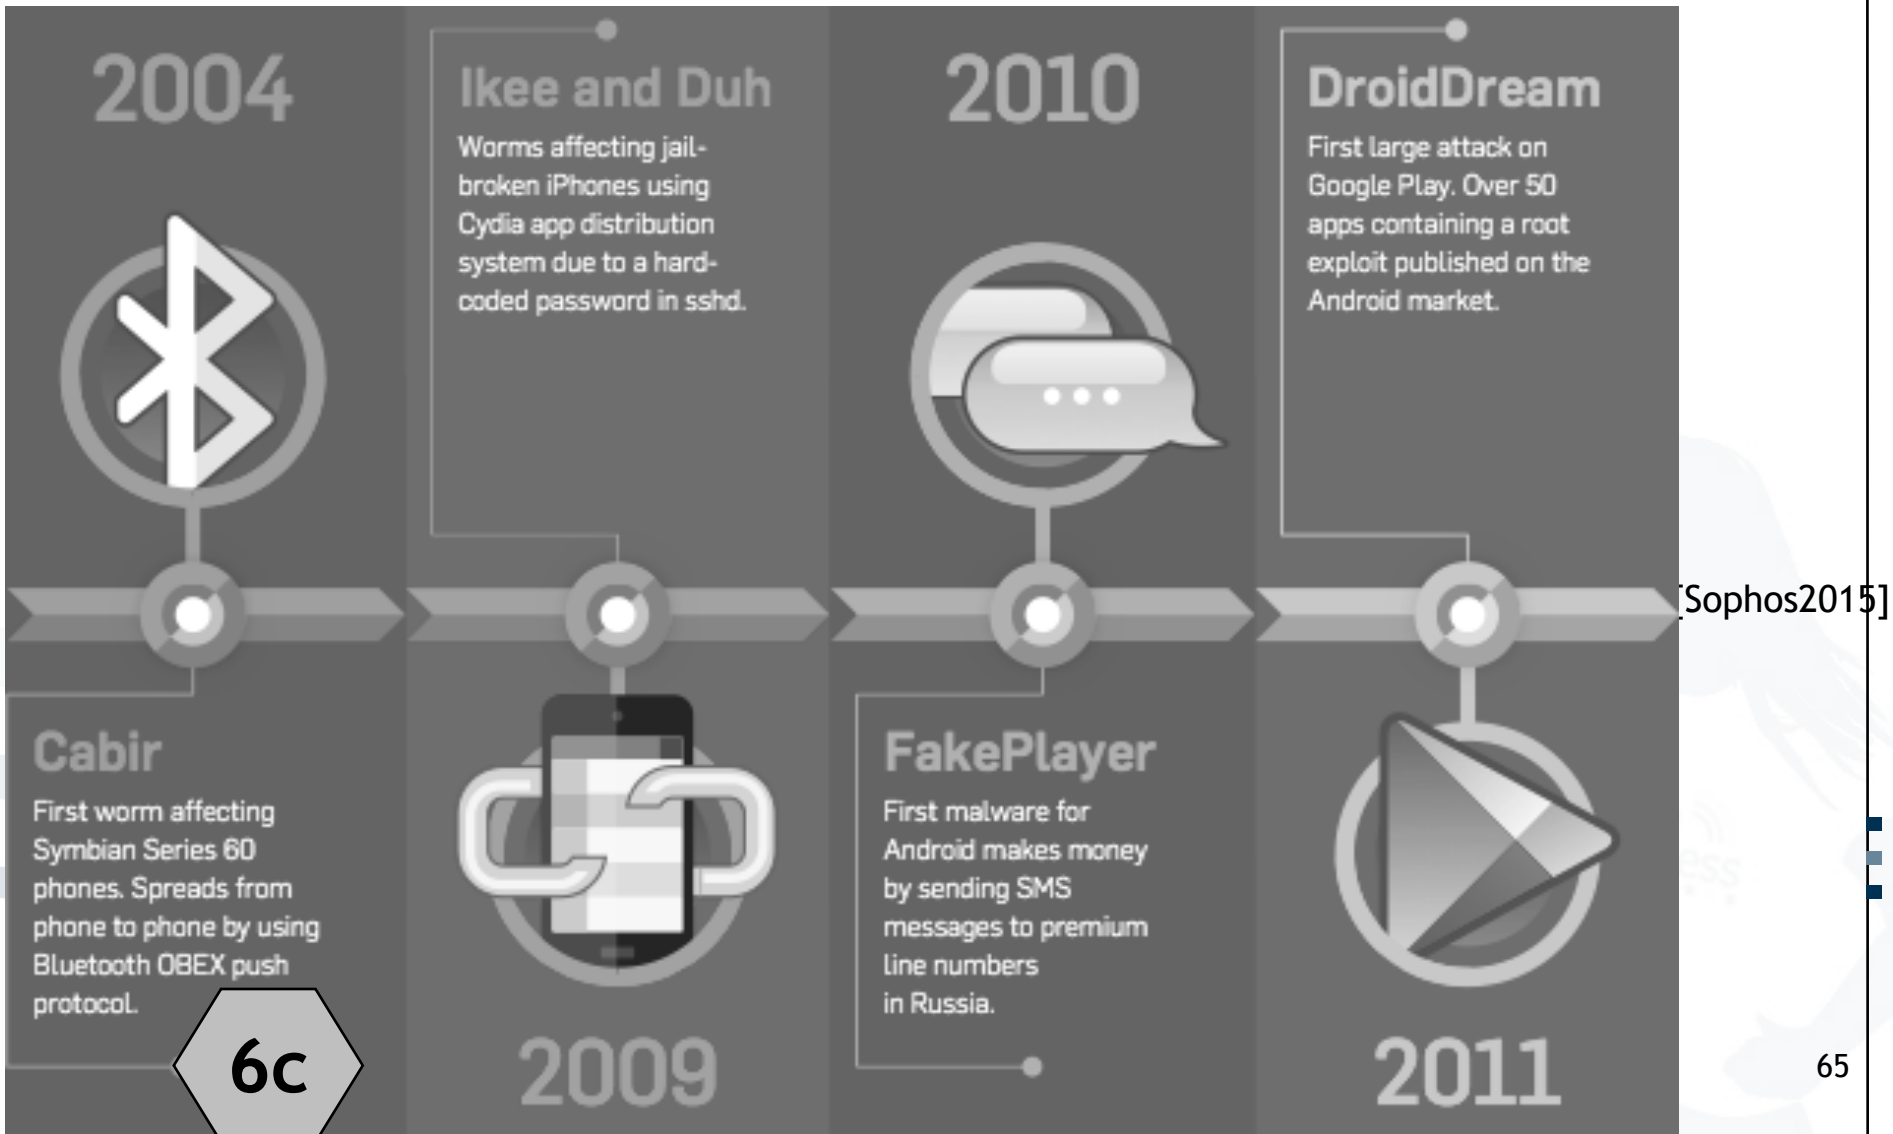 2004
Cabir
First worm affecting
Symbian Series 60
phones. Spreads from
phone to phone by using
Bluetooth OBEX push
protocol.
Ikee and Duh
Worms affecting jail-
broken iPhones using
Cydia app distribution
system due to a hard-
coded password in sshd.
2009
2010
FakePlayer
First malware for
Android makes money
by sending SMS
messages to premium
line numbers
in Russia.
DroidDream
First large attack on
Google Play. Over 50
apps containing a root
exploit published on the
Android market.
2011
[Sophos2015]
6c
65